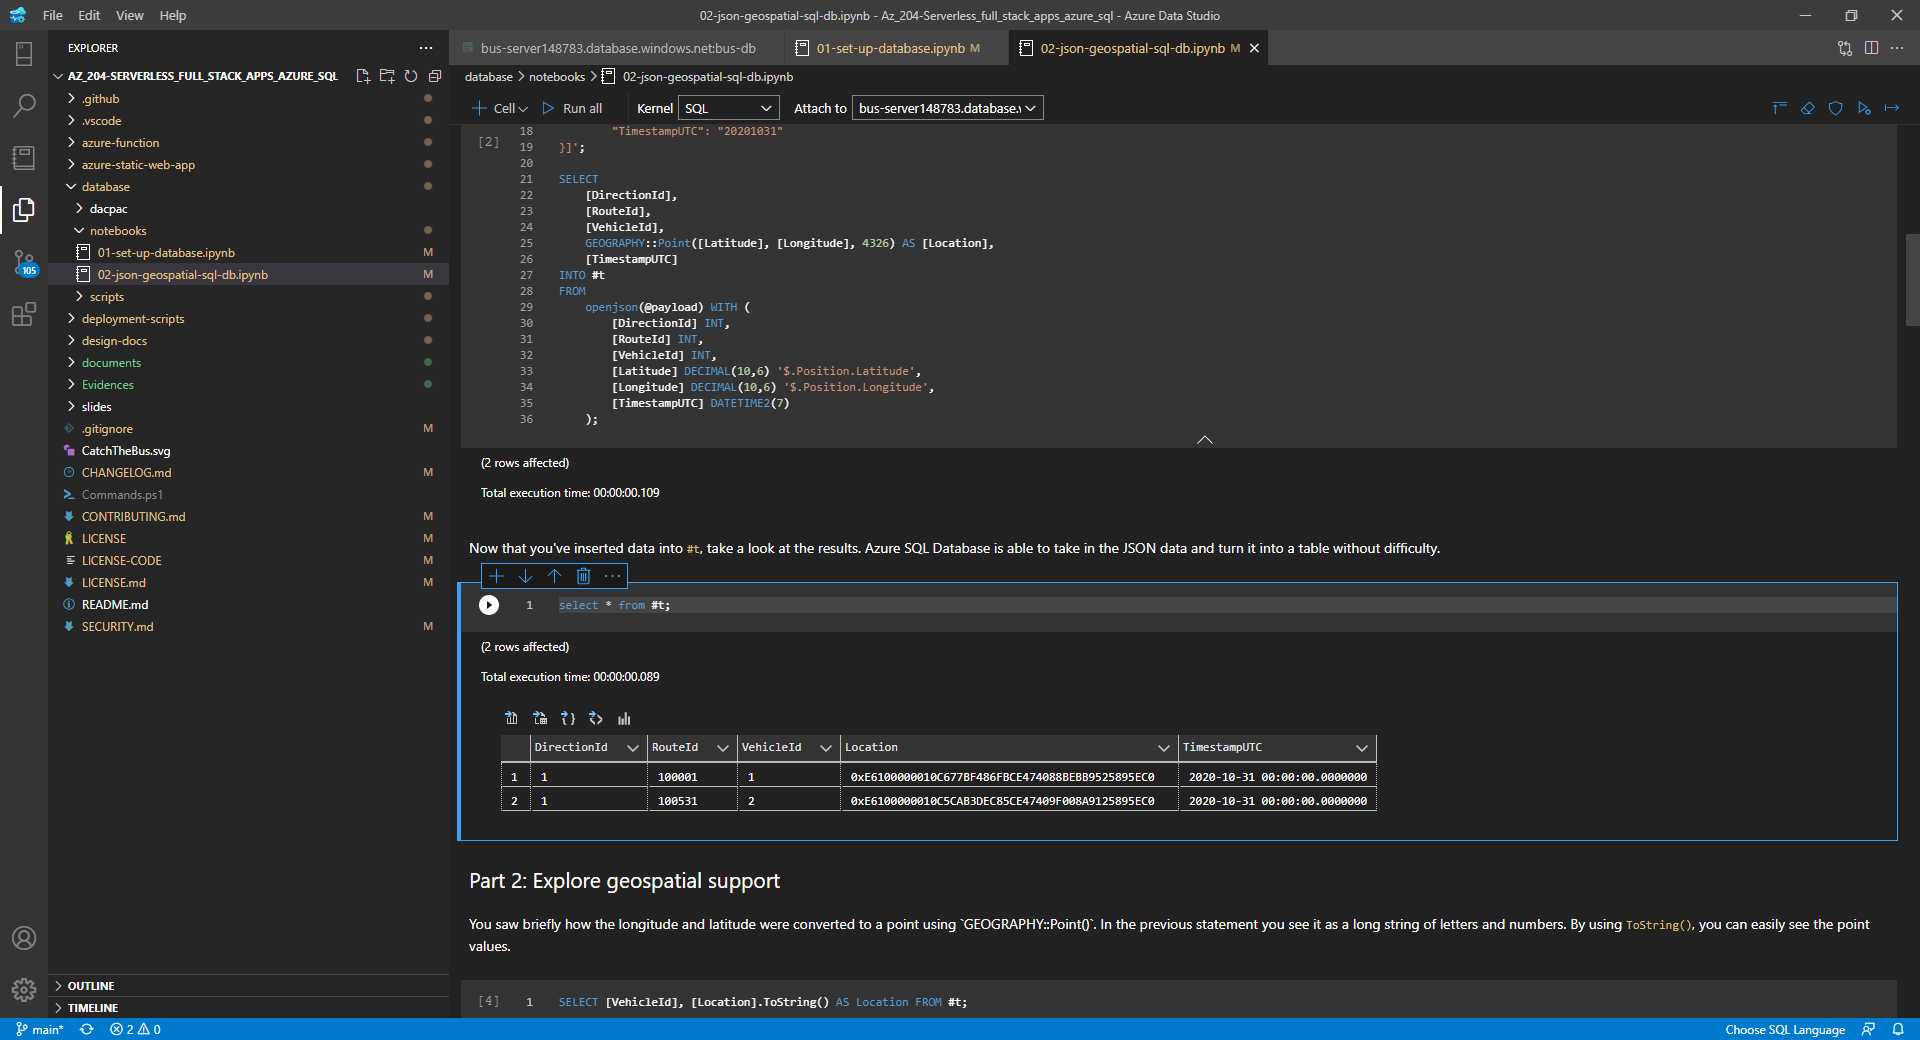 File Edit View Help
02-json-geospatial-sql-db.ipynb - Az_204-Serverless_full_stack_apps_azure_sql - Azure Data Studio
EXPLORER
AZ_204-SERVERLESS_FULL_STACK_APPS_AZURE_SQL
.github
.vscode
azure-function
azure-static-web-app
database
dacpac
notebooks
01-set-up-database.ipynb M
02-json-geospatial-sql-db.ipynb M
scripts
deployment-scripts
design-docs
documents
Evidences
slides
.gitignore M
CatchTheBus.svg
CHANGELOG.md M
Commands.ps1
CONTRIBUTING.md M
LICENSE M
LICENSE-CODE M
LICENSE.md M
README.md
SECURITY.md M
OUTLINE
TIMELINE
105
bus-server148783.database.windows.net:bus-db
01-set-up-database.ipynb M
02-json-geospatial-sql-db.ipynb M
database > notebooks > 02-json-geospatial-sql-db.ipynb
Cell Run all Kernel SQL Attach to bus-server148783.database.
[2]
18 "TimestampUTC": "20201031"
19 }]';
20
21 SELECT
22 [DirectionId],
23 [RouteId],
24 [VehicleId],
25 GEOGRAPHY::Point([Latitude], [Longitude], 4326) AS [Location],
26 [TimestampUTC]
27 INTO #t
28 FROM
29 openjson(@payload) WITH (
30 [DirectionId] INT,
31 [RouteId] INT,
32 [VehicleId] INT,
33 [Latitude] DECIMAL(10,6) '$.Position.Latitude',
34 [Longitude] DECIMAL(10,6) '$.Position.Longitude',
35 [TimestampUTC] DATETIME2(7)
36 );
(2 rows affected)
Total execution time: 00:00:00.109
Now that you've inserted data into #t, take a look at the results. Azure SQL Database is able to take in the JSON data and turn it into a table without difficulty.
1 select * from #t;
(2 rows affected)
Total execution time: 00:00:00.089
DirectionId RouteId VehicleId Location TimestampUTC
1 1 100001 1 0xE6100000010C677BF486FBCE474088BEBB9525895EC0 2020-10-31 00:00:00.0000000
2 1 100531 2 0xE6100000010C5CAB3DEC85CE47409F008A9125895EC0 2020-10-31 00:00:00.0000000
Part 2: Explore geospatial support
You saw briefly how the longitude and latitude were converted to a point using `GEOGRAPHY::Point()`. In the previous statement you see it as a long string of letters and numbers. By using ToString(), you can easily see the point
values.
[4] 1 SELECT [VehicleId], [Location].ToString() AS Location FROM #t;
main* 2 0
Choose SQL Language